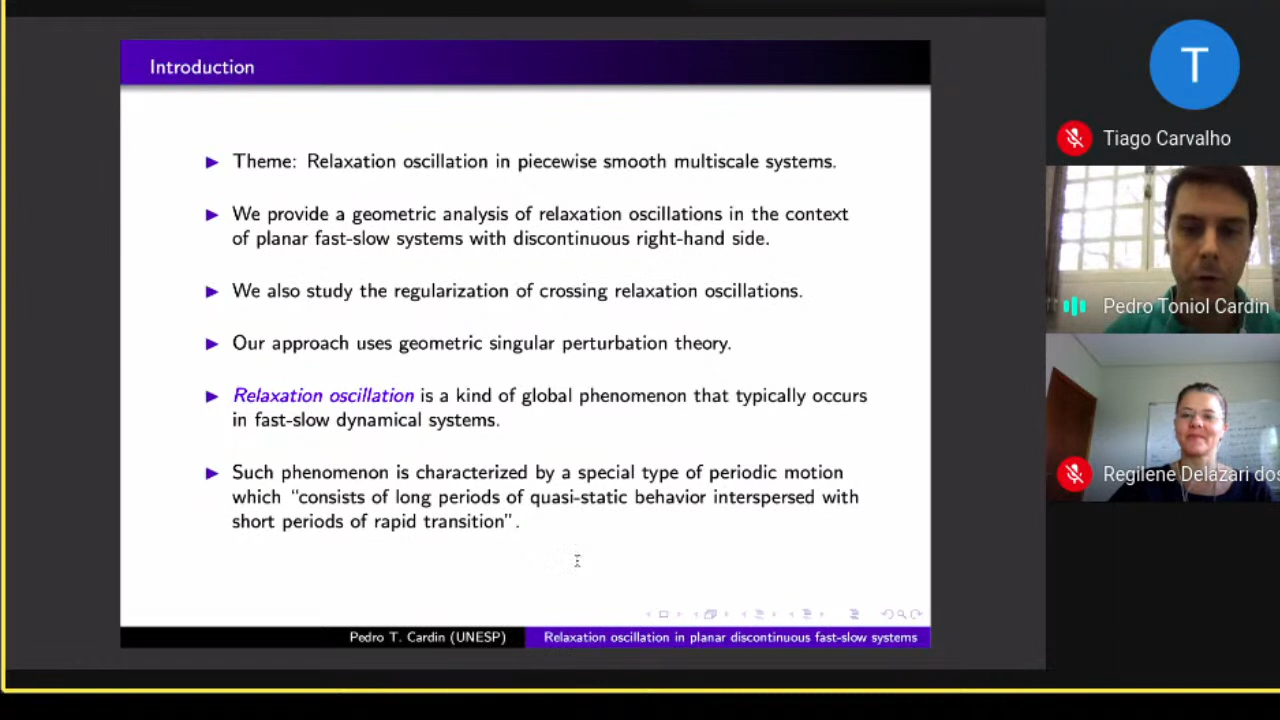 Introduction
Theme: Relaxation oscillation in piecewise smooth multiscale systems.
We provide a geometric analysis of relaxation oscillations in the context
of planar fast-slow systems with discontinuous right-hand side.
We also study the regularization of crossing relaxation oscillations.
Our approach uses geometric singular perturbation theory.
Relaxation oscillation is a kind of global phenomenon that typically occurs
in fast-slow dynamical systems.
Such phenomenon is characterized by a special type of periodic motion
which “consists of long periods of quasi-static behavior interspersed with
short periods of rapid transition”.
Pedro T. Cardin (UNESP)
Relaxation oscillation in planar discontinuous fast-slow systems
T
Tiago Carvalho
Pedro Toniol Cardin
Regilene Delazari dos